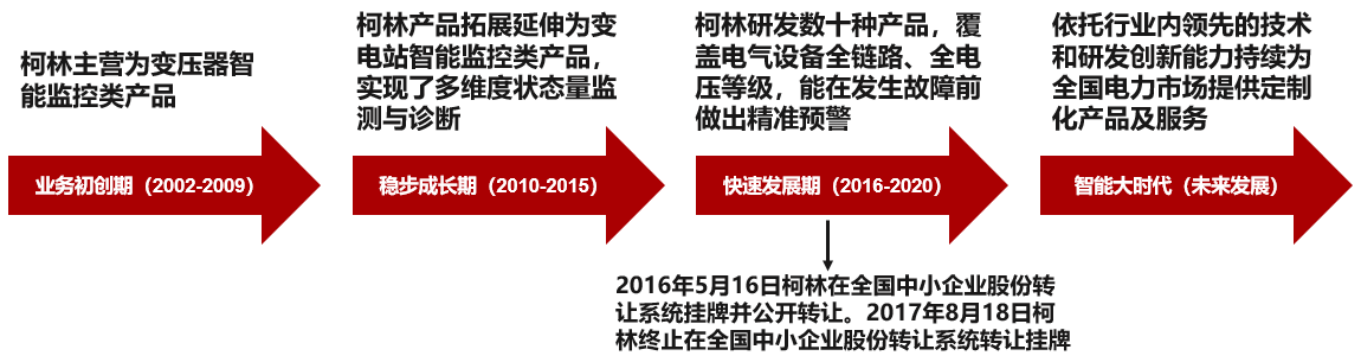 柯林主营为变压器智
能监控类产品
业务初创期（2002-2009）
柯林产品拓展延伸为变
电站智能监控类产品，
实现了多维度状态量监
测与诊断
稳步成长期（2010-2015）
柯林研发数十种产品，覆
盖电气设备全链路、全电
压等级，能在发生故障前
做出精准预警
快速发展期（2016-2020）
2016年5月16日柯林在全国中小企业股份转
让系统挂牌并公开转让。2017年8月18日柯
林终止在全国中小企业股份转让系统转让挂牌
依托行业内领先的技术
和研发创新能力持续为
全国电力市场提供定制
化产品及服务
智能大时代（未来发展）